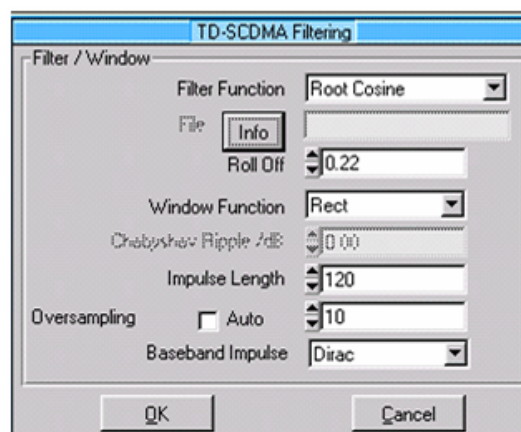 TD-SCDMA Filtering
Filter / Window
Filter Function Root Cosine
File Info
Roll Off 0.22
Window Function Rect
Chebyshev Ripple /dB 0.00
Impulse Length 120
Oversampling Auto 10
Baseband Impulse Dirac
OK Cancel